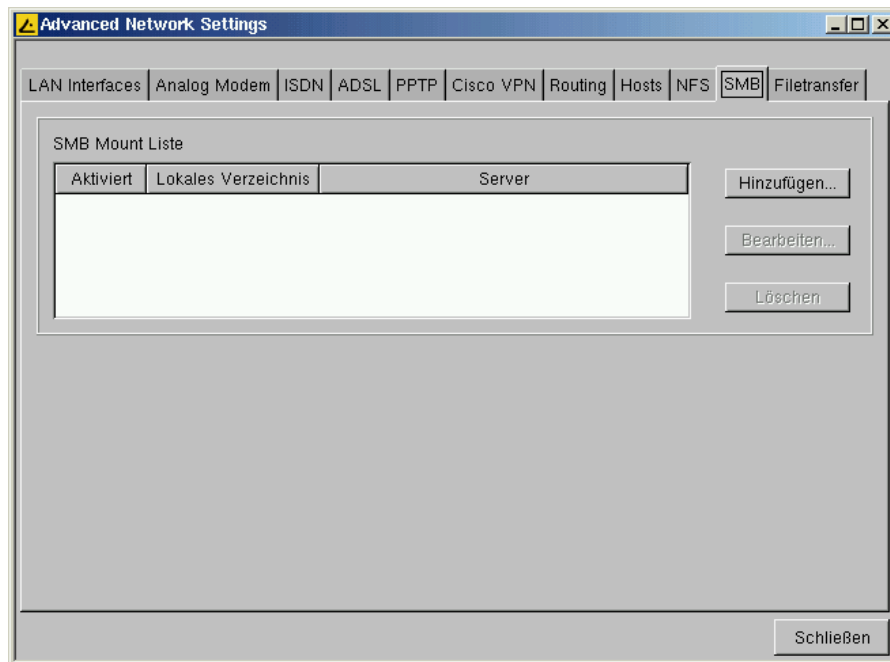 Advanced Network Settings
LAN Interfaces Analog Modem ISDN ADSL PPTP Cisco VPN Routing Hosts NFS SMB Filetransfer
SMB Mount Liste
Aktiviert Lokales Verzeichnis Server
Hinzufügen...
Bearbeiten...
Löschen
Schließen